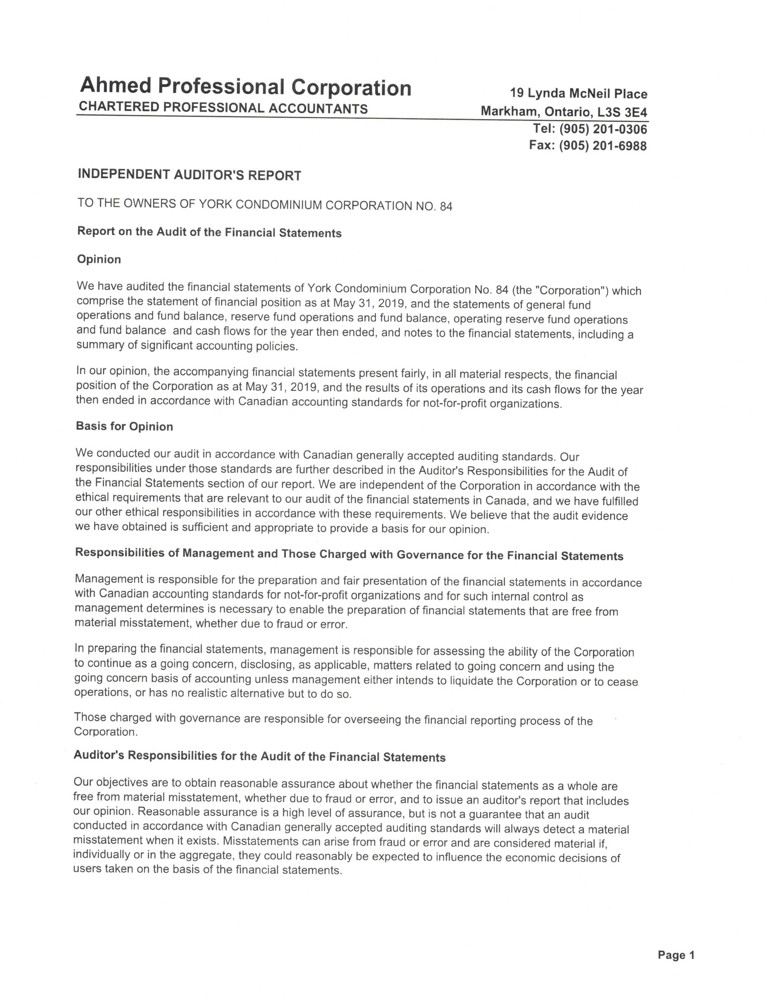 Ahmed Professional Corporation
CHARTERED PROFESSIONAL ACCOUNTANTS
19 Lynda McNeil Place
Markham, Ontario, L3S 3E4
Tel: (905) 201-0306
Fax: (905) 201-6988
INDEPENDENT AUDITOR'S REPORT
TO THE OWNERS OF YORK CONDOMINIUM CORPORATION NO. 84
Report on the Audit of the Financial Statements
Opinion
We have audited the financial statements of York Condominium Corporation No. 84 (the "Corporation") which
comprise the statement of financial position as at May 31, 2019, and the statements of general fund
operations and fund balance, reserve fund operations and fund balance, operating reserve fund operations
and fund balance  and cash flows for the year then ended, and notes to the financial statements, including a
summary of significant accounting policies.
In our opinion, the accompanying financial statements present fairly, in all material respects, the financial
position of the Corporation as at May 31, 2019, and the results of its operations and its cash flows for the year
then ended in accordance with Canadian accounting standards for not-for-profit organizations.
Basis for Opinion
We conducted our audit in accordance with Canadian generally accepted auditing standards. Our
responsibilities under those standards are further described in the Auditor's Responsibilities for the Audit of
the Financial Statements section of our report. We are independent of the Corporation in accordance with the
ethical requirements that are relevant to our audit of the financial statements in Canada, and we have fulfilled
our other ethical responsibilities in accordance with these requirements. We believe that the audit evidence
we have obtained is sufficient and appropriate to provide a basis for our opinion.
Responsibilities of Management and Those Charged with Governance for the Financial Statements
Management is responsible for the preparation and fair presentation of the financial statements in accordance
with Canadian accounting standards for not-for-profit organizations and for such internal control as
management determines is necessary to enable the preparation of financial statements that are free from
material misstatement, whether due to fraud or error.
In preparing the financial statements, management is responsible for assessing the ability of the Corporation
to continue as a going concern, disclosing, as applicable, matters related to going concern and using the
going concern basis of accounting unless management either intends to liquidate the Corporation or to cease
operations, or has no realistic alternative but to do so.
Those charged with governance are responsible for overseeing the financial reporting process of the
Corporation.
Auditor's Responsibilities for the Audit of the Financial Statements
Our objectives are to obtain reasonable assurance about whether the financial statements as a whole are
free from material misstatement, whether due to fraud or error, and to issue an auditor's report that includes
our opinion. Reasonable assurance is a high level of assurance, but is not a guarantee that an audit
conducted in accordance with Canadian generally accepted auditing standards will always detect a material
misstatement when it exists. Misstatements can arise from fraud or error and are considered material if,
individually or in the aggregate, they could reasonably be expected to influence the economic decisions of
users taken on the basis of the financial statements.
Page 1